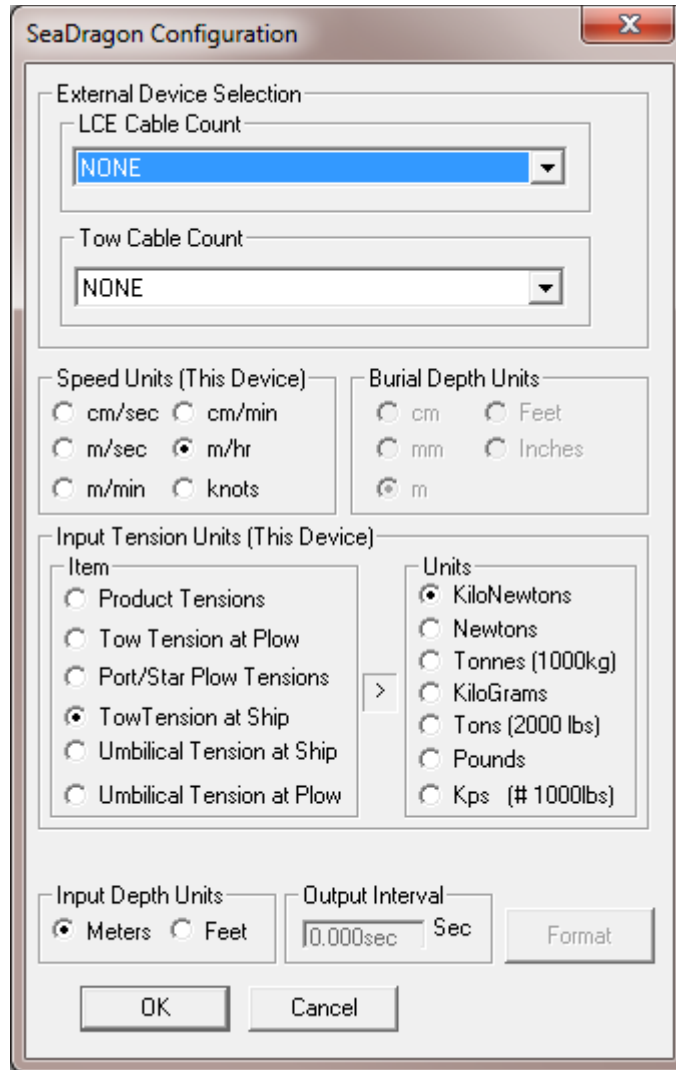 SeaDragon Configuration
External Device Selection
LCE Cable Count
NONE
Tow Cable Count
NONE
Speed Units (This Device)
cm/sec cm/min
m/sec m/hr
m/min knots
Burial Depth Units
cm Feet
mm Inches
m
Input Tension Units (This Device)
Item
Product Tensions
Tow Tension at Plow
Port/Star Plow Tensions
TowTension at Ship
Umbilical Tension at Ship
Umbilical Tension at Plow
>
Units
KiloNewtons
Newtons
Tonnes (1000kg)
KiloGrams
Tons (2000 lbs)
Pounds
Kps (# 1000lbs)
Input Depth Units
Meters Feet
Output Interval
0.000sec Sec
Format
OK Cancel